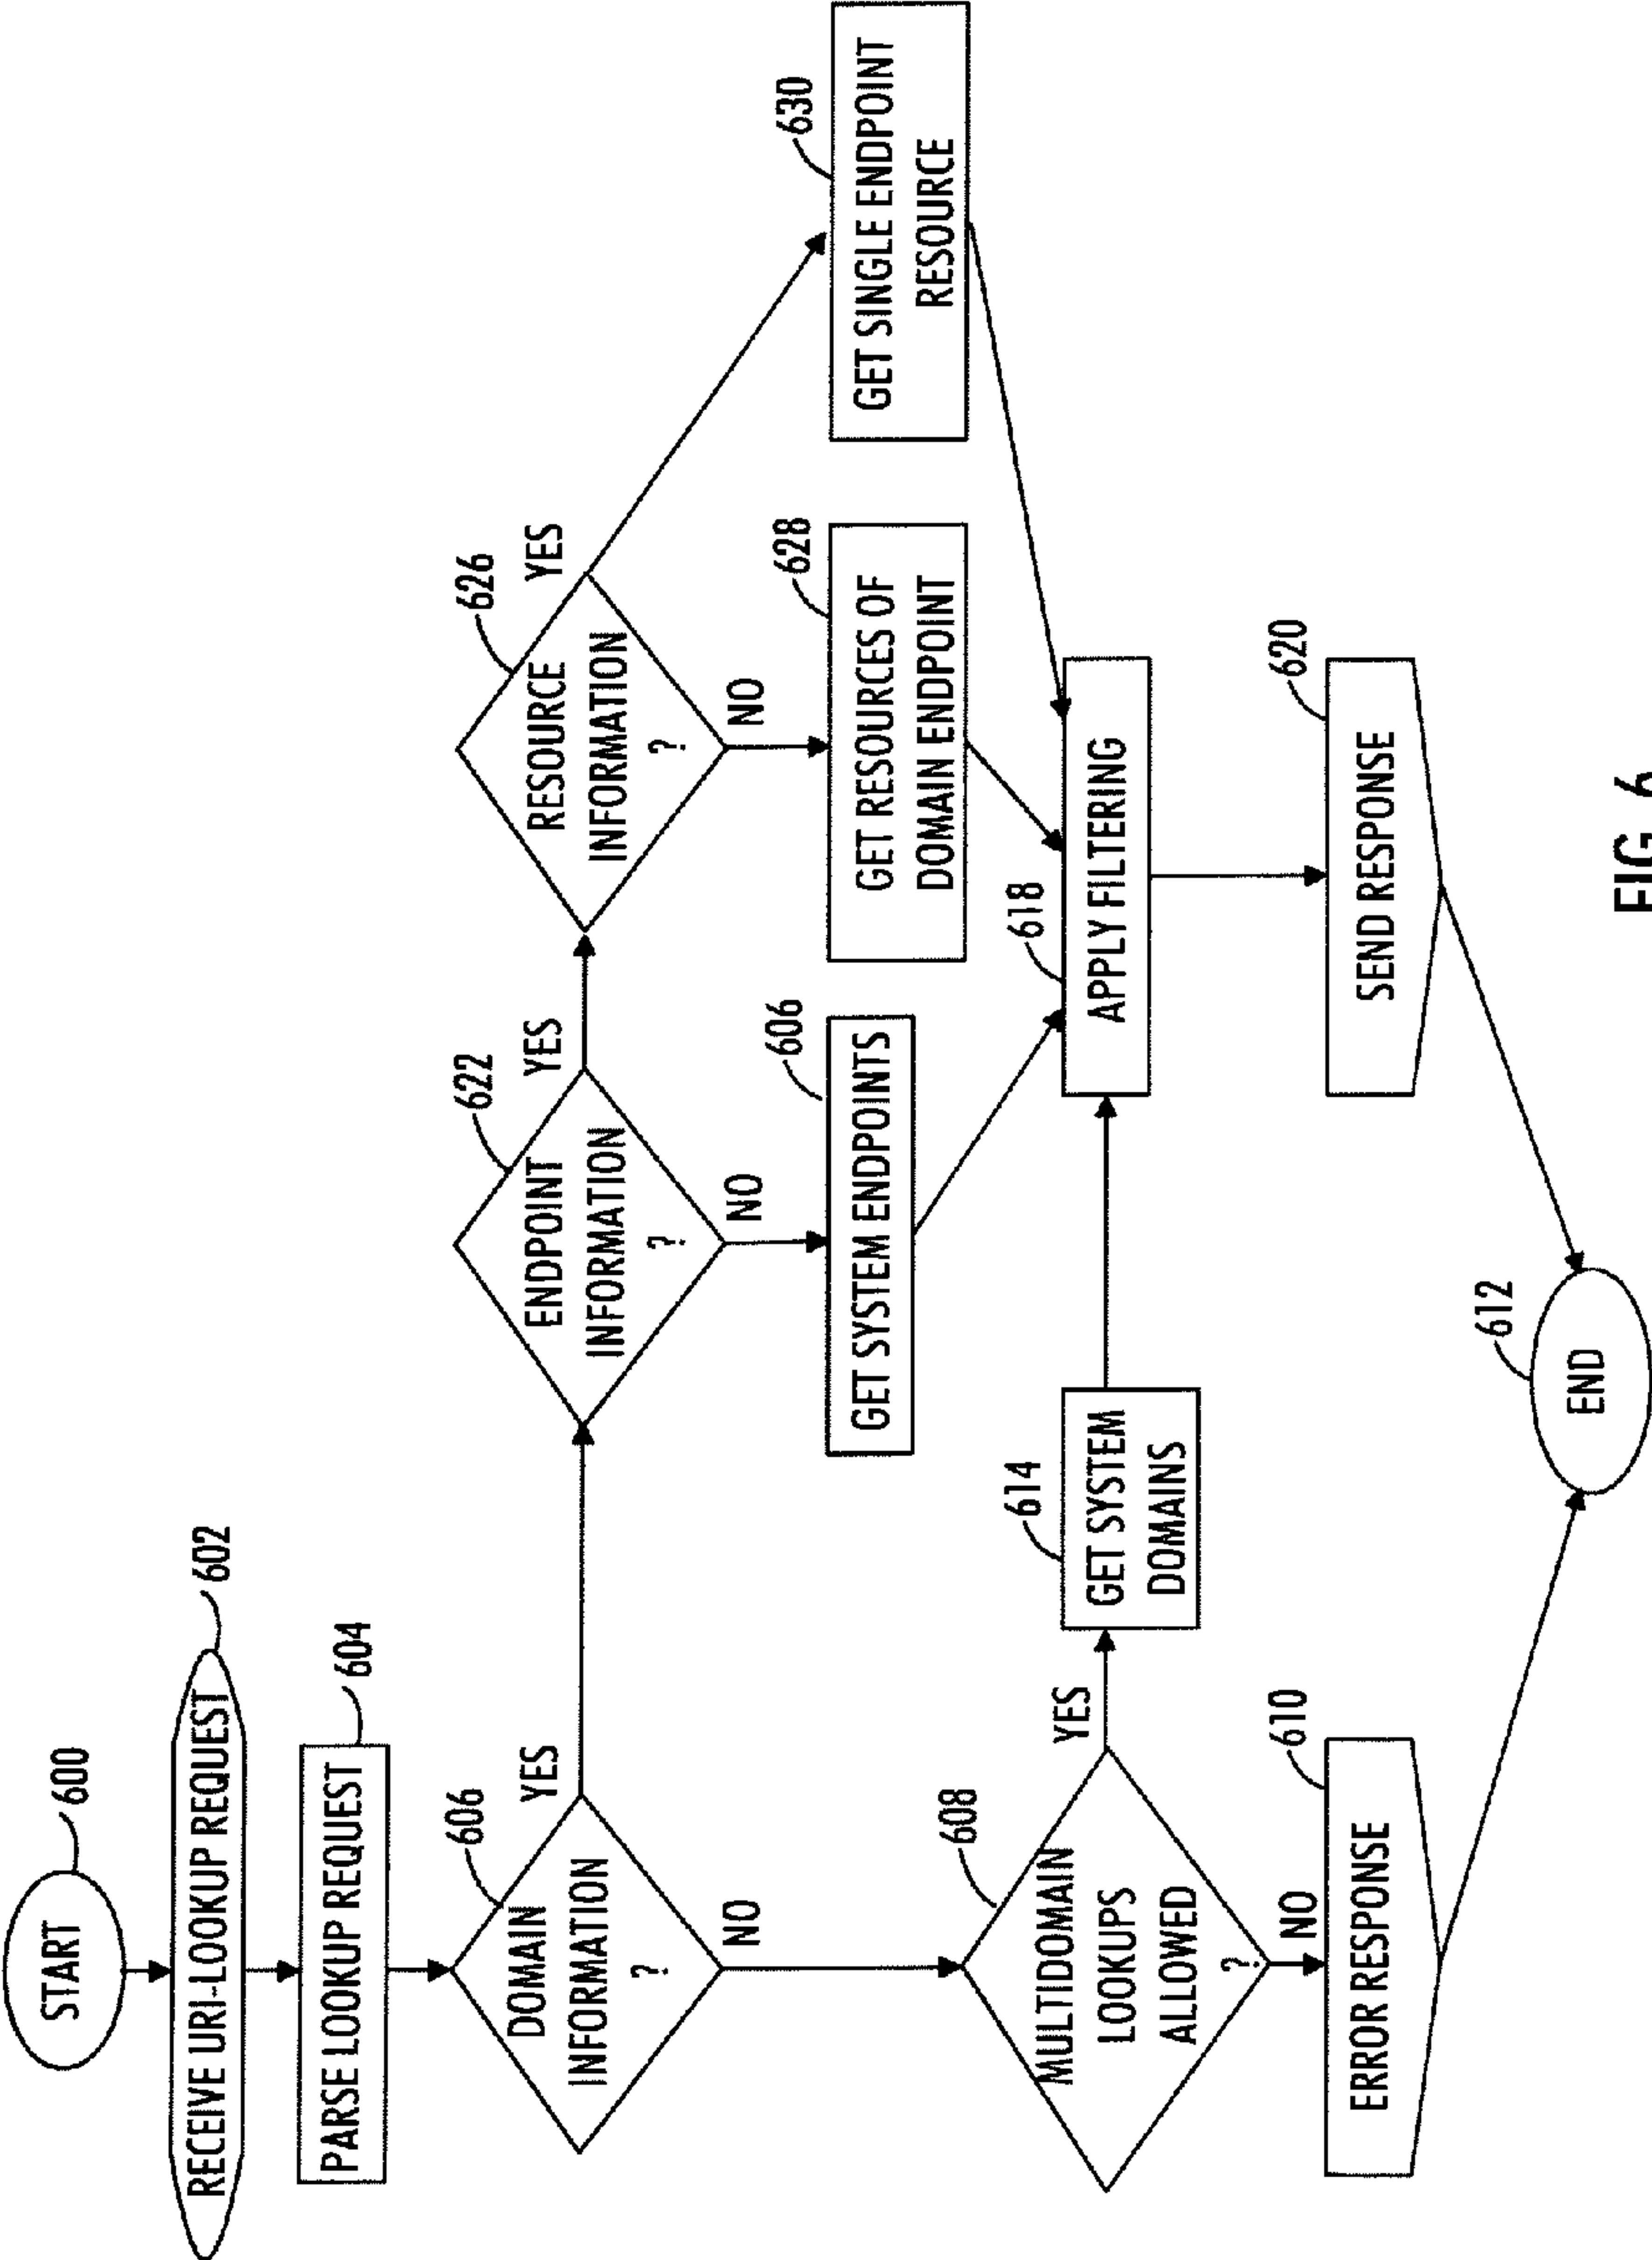 START
600
RECEIVE URI-LOOKUP REQUEST
602
PARSE LOOKUP REQUEST
604
DOMAIN
INFORMATION
?
606
YES
NO
ENDPOINT
INFORMATION
?
622
YES
NO
RESOURCE
INFORMATION
?
626
YES
NO
GET SYSTEM ENDPOINTS
606
GET RESOURCES OF
DOMAIN ENDPOINT
628
GET SINGLE ENDPOINT
RESOURCE
630
MULTIDOMAIN
LOOKUPS
ALLOWED
?
608
YES
NO
GET SYSTEM
DOMAINS
614
APPLY FILTERING
618
ERROR RESPONSE
610
SEND RESPONSE
620
END
612
FIG. 6